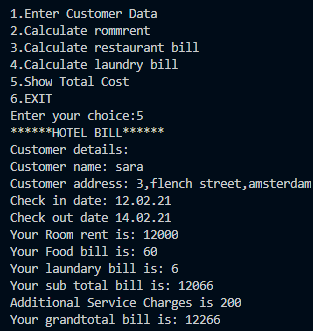 1.Enter Customer Data
2.Calculate rommrent
3.Calculate restaurant bill
4.Calculate laundry bill
5.Show Total Cost
6.EXIT
Enter your choice:5
******HOTEL BILL******
Customer details:
Customer name: sara
Customer address: 3,flench street,amsterdam
Check in date: 12.02.21
Check out date 14.02.21
Your Room rent is: 12000
Your Food bill is: 60
Your laundary bill is: 6
Your sub total bill is: 12066
Additional Service Charges is 200
Your grandtotal bill is: 12266